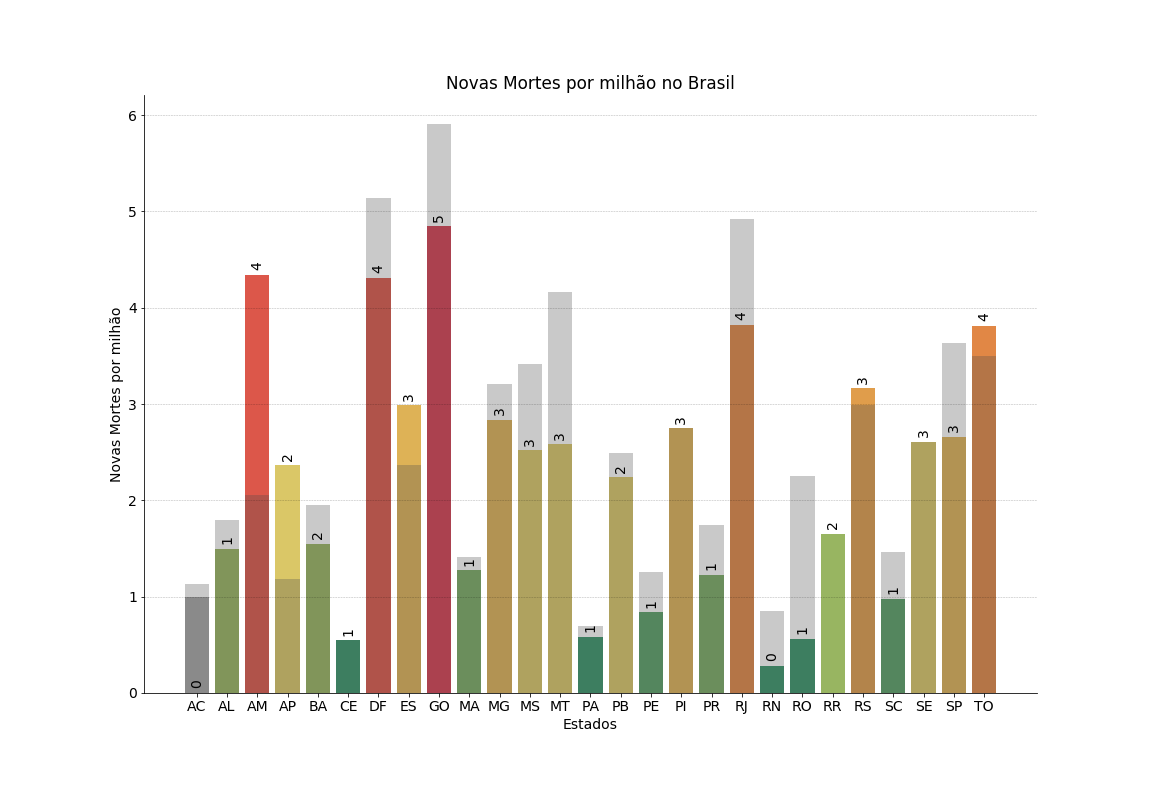 Novas Mortes por milhão no Brasil
Novas Mortes por milhão
6
5
4
3
2
1
0
0 1 4 2 2 1 4 3 5 1 3 3 3 1 2 1 3 1 4 0 1 2 3 1 3 3 4
AC AL AM AP BA CE DF ES GO MA MG MS MT PA PB PE PI PR RJ RN RO RR RS SC SE SP TO
Estados